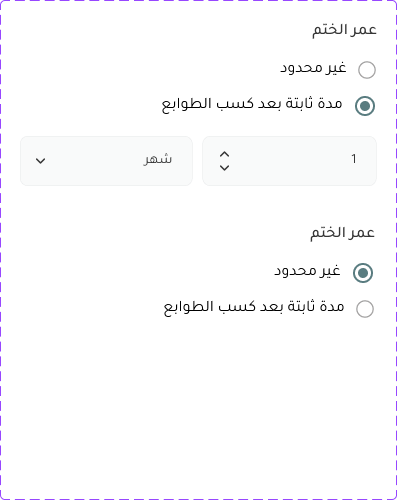 عمر الختم
غير محدود
مدة ثابتة بعد كسب الطوابع
1 شهر
عمر الختم
غير محدود
مدة ثابتة بعد كسب الطوابع